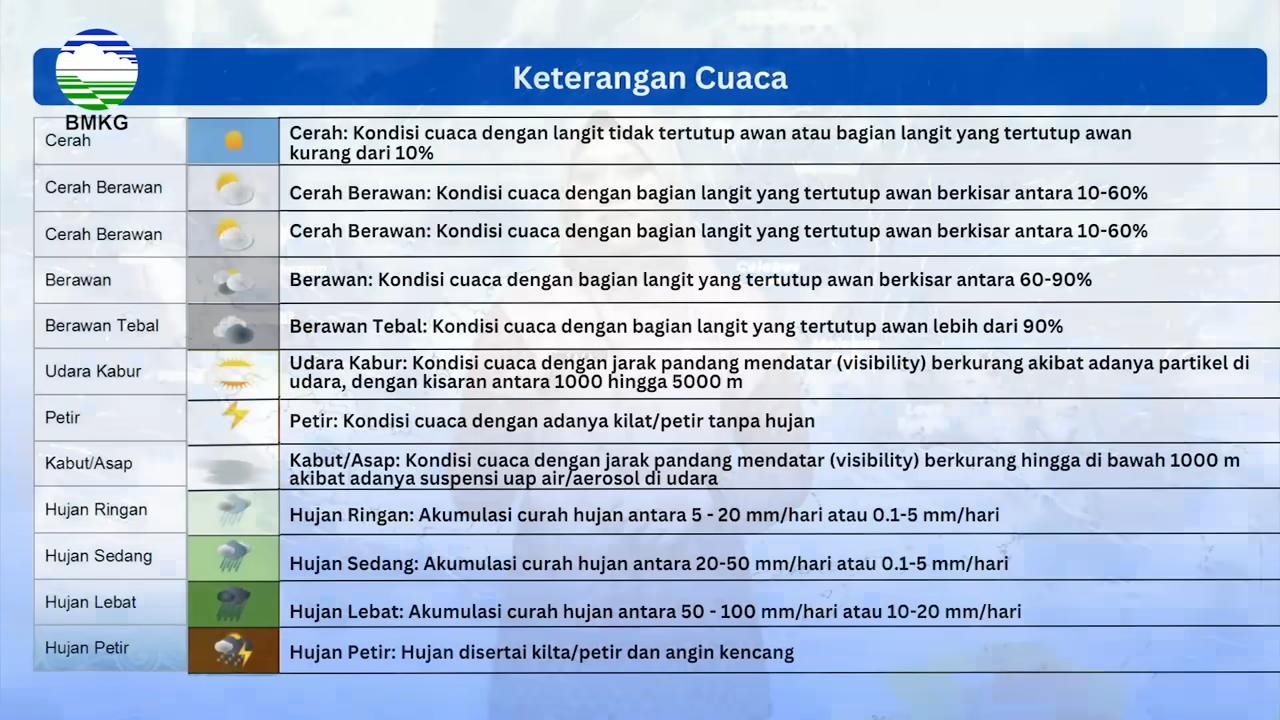 Keterangan Cuaca
BMKG
Cerah
Cerah: Kondisi cuaca dengan langit tidak tertutup awan atau bagian langit yang tertutup awan
kurang dari 10%
Cerah Berawan
Cerah Berawan: Kondisi cuaca dengan bagian langit yang tertutup awan berkisar antara 10-60%
Cerah Berawan
Cerah Berawan: Kondisi cuaca dengan bagian langit yang tertutup awan berkisar antara 10-60%
Berawan
Berawan: Kondisi cuaca dengan bagian langit yang tertutup awan berkisar antara 60-90%
Berawan Tebal
Berawan Tebal: Kondisi cuaca dengan bagian langit yang tertutup awan lebih dari 90%
Udara Kabur
Udara Kabur: Kondisi cuaca dengan jarak pandang mendatar (visibility) berkurang akibat adanya partikel di
udara, dengan kisaran antara 1000 hingga 5000 m
Petir
Petir: Kondisi cuaca dengan adanya kilat/petir tanpa hujan
Kabut/Asap
Kabut/Asap: Kondisi cuaca dengan jarak pandang mendatar (visibility) berkurang hingga di bawah 1000 m
akibat adanya suspensi uap air/aerosol di udara
Hujan Ringan
Hujan Ringan: Akumulasi curah hujan antara 5 - 20 mm/hari atau 0.1-5 mm/hari
Hujan Sedang
Hujan Sedang: Akumulasi curah hujan antara 20-50 mm/hari atau 0.1-5 mm/hari
Hujan Lebat
Hujan Lebat: Akumulasi curah hujan antara 50 - 100 mm/hari atau 10-20 mm/hari
Hujan Petir
Hujan Petir: Hujan disertai kilta/petir dan angin kencang